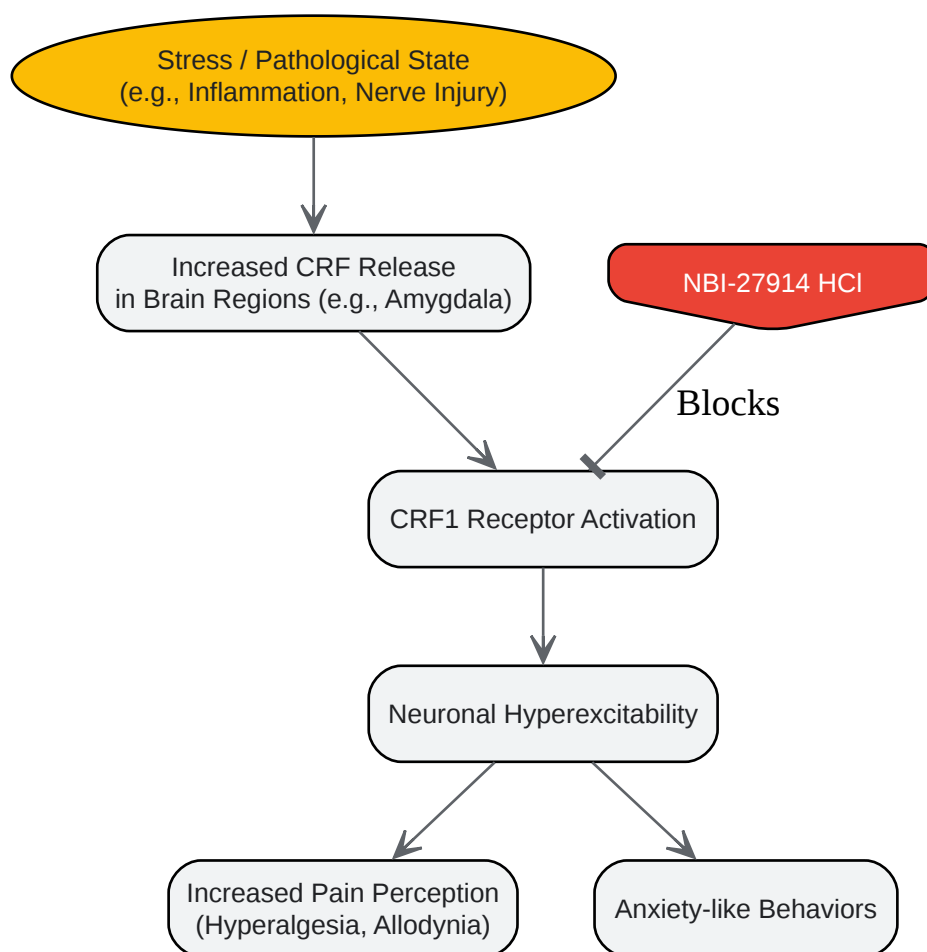 Stress / Pathological State
(e.g., Inflammation, Nerve Injury)
Increased CRF Release
in Brain Regions (e.g., Amygdala)
NBI-27914 HCl
Blocks
CRF1 Receptor Activation
Neuronal Hyperexcitability
Increased Pain Perception
(Hyperalgesia, Allodynia)
Anxiety-like Behaviors